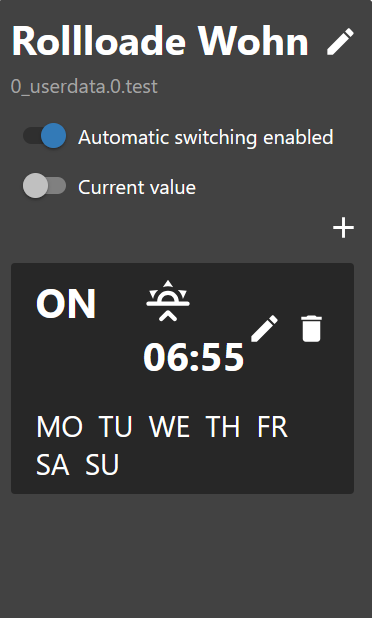 Rollloade Wohn
0_userdata.0.test
Automatic switching enabled
Current value
ON
06:55
MO TU WE TH FR
SA SU